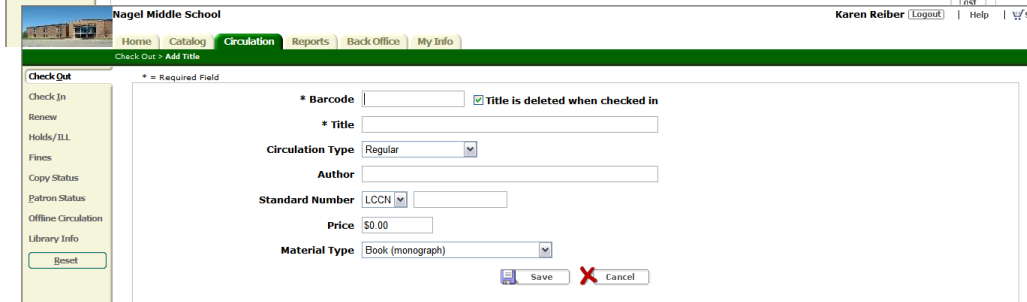 Lost
Nagel Middle School
Karen Reiber Logout | Help |
Home Catalog Circulation Reports Back Office My Info
Check Out > Add Title
Check Out
Check In
Renew
Holds/ILL
Fines
Copy Status
Patron Status
Offline Circulation
Library Info
Reset
* = Required Field
* Barcode Title is deleted when checked in
* Title
Circulation Type Regular
Author
Standard Number LCCN
Price $0.00
Material Type Book (monograph)
Save Cancel